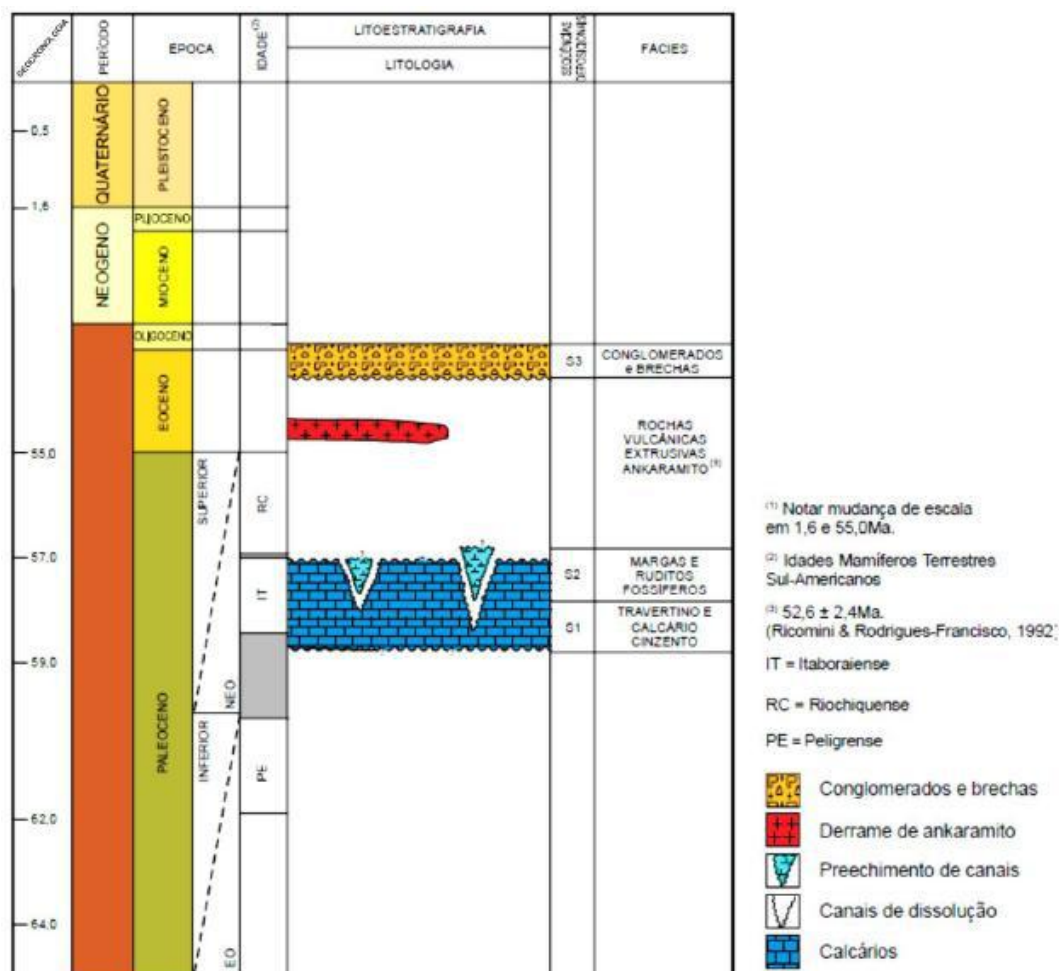 GEOCRONOLOGIA
PERÍODO
EPOCA
IDADE(2)
LITOESTRATIGRAFIA
LITOLOGIA
SEQÜÊNCIAS
DEPOSICIONAIS
FÁCIES
0,5
1,6
55,0
57,0
59,0
62,0
64,0
QUATERNÁRIO
NEOGENO
PLEISTOCENO
PLIOCENO
MIOCENO
OLIGOCENO
EOCENO
PALEOCENO
SUPERIOR
NEO
INFERIOR
EO
RC
IT
PE
?
?
S3
CONGLOMERADOS
e BRECHAS
ROCHAS
VULCÂNICAS
EXTRUSIVAS
ANKARAMITO(3)
S2
MARGAS E
RUDITOS
FOSSÍFEROS
S1
TRAVERTINO E
CALCÁRIO
CINZENTO
(1) Notar mudança de escala
em 1,6 e 55,0Ma.
(2) Idades Mamíferos Terrestres
Sul-Americanos
(3) 52,6 ± 2,4Ma.
(Ricomini & Rodrigues-Francisco, 1992)
IT = Itaboraiense
RC = Riochiquense
PE = Peligrense
Conglomerados e brechas
Derrame de ankaramito
Preechimento de canais
Canais de dissolução
Calcários